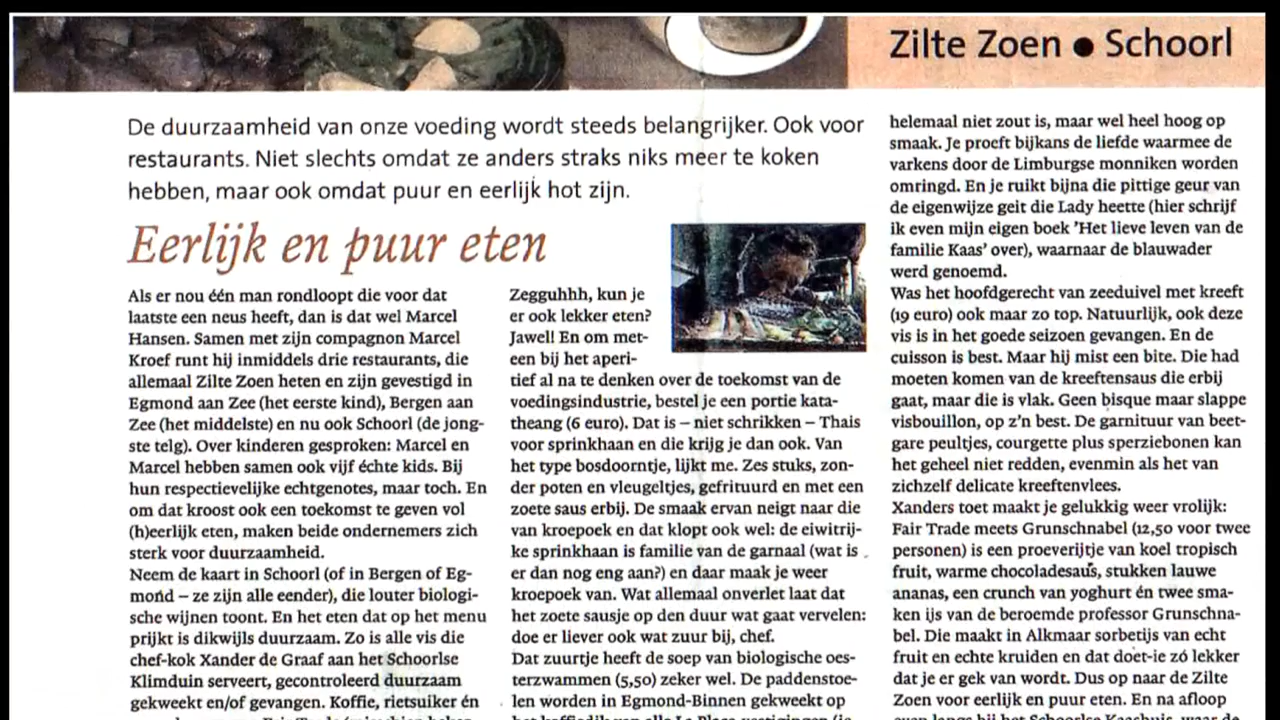 Zilte Zoen ● Schoorl
De duurzaamheid van onze voeding wordt steeds belangrijker. Ook voor
restaurants. Niet slechts omdat ze anders straks niks meer te koken
hebben, maar ook omdat puur en eerlijk hot zijn.
Eerlijk en puur eten
Als er nou één man rondloopt die voor dat
laatste een neus heeft, dan is dat wel Marcel
Hansen. Samen met zijn compagnon Marcel
Kroef runt hij inmiddels drie restaurants, die
allemaal Zilte Zoen heten en zijn gevestigd in
Egmond aan Zee (het eerste kind), Bergen aan
Zee (het middelste) en nu ook Schoorl (de jong-
ste telg). Over kinderen gesproken: Marcel en
Marcel hebben samen ook vijf échte kids. Bij
hun respectievelijke echtgenotes, maar toch. En
om dat kroost ook een toekomst te geven vol
(h)eerlijk eten, maken beide ondernemers zich
sterk voor duurzaamheid.
Neem de kaart in Schoorl (of in Bergen of Eg-
mond – ze zijn alle eender), die louter biologi-
sche wijnen toont. En het eten dat op het menu
prijkt is dikwijls duurzaam. Zo is alle vis die
chef-kok Xander de Graaf aan het Schoorlse
Klimduin serveert, gecontroleerd duurzaam
gekweekt en/of gevangen. Koffie, rietsuiker én
Zegguhhh, kun je
er ook lekker eten?
Jawel! En om met-
een bij het aperi-
tief al na te denken over de toekomst van de
voedingsindustrie, bestel je een portie kata-
theang (6 euro). Dat is – niet schrikken – Thais
voor sprinkhaan en die krijg je dan ook. Van
het type bosdoorntje, lijkt me. Zes stuks, zon-
der poten en vleugeltjes, gefrituurd en met een
zoete saus erbij. De smaak ervan neigt naar die
van kroepoek en dat klopt ook wel: de eiwitrij-
ke sprinkhaan is familie van de garnaal (wat is
er dan nog eng aan?) en daar maak je weer
kroepoek van. Wat allemaal onverlet laat dat
het zoete sausje op den duur wat gaat vervelen:
doe er liever ook wat zuur bij, chef.
Dat zuurtje heeft de soep van biologische oes-
terzwammen (5,50) zeker wel. De paddenstoe-
len worden in Egmond-Binnen gekweekt op
helemaal niet zout is, maar wel heel hoog op
smaak. Je proeft bijkans de liefde waarmee de
varkens door de Limburgse monniken worden
omringd. En je ruikt bijna die pittige geur van
de eigenwijze geit die Lady heette (hier schrijf
ik even mijn eigen boek 'Het lieve leven van de
familie Kaas' over), waarnaar de blauwader
werd genoemd.
Was het hoofdgerecht van zeeduivel met kreeft
(19 euro) ook maar zo top. Natuurlijk, ook deze
vis is in het goede seizoen gevangen. En de
cuisson is best. Maar hij mist een bite. Die had
moeten komen van de kreeftensaus die erbij
gaat, maar die is vlak. Geen bisque maar slappe
visbouillon, op z'n best. De garnituur van beet-
gare peultjes, courgette plus sperziebonen kan
het geheel niet redden, evenmin als het van
zichzelf delicate kreeftenvlees.
Xanders toet maakt je gelukkig weer vrolijk:
Fair Trade meets Grunschnabel (12,50 voor twee
personen) is een proeverijtje van koel tropisch
fruit, warme chocoladesaus, stukken lauwe
ananas, een crunch van yoghurt én twee sma-
ken ijs van de beroemde professor Grunschna-
bel. Die maakt in Alkmaar sorbetijs van echt
fruit en echte kruiden en dat doet-ie zó lekker
dat je er gek van wordt. Dus op naar de Zilte
Zoen voor eerlijk en puur eten. En na afloop